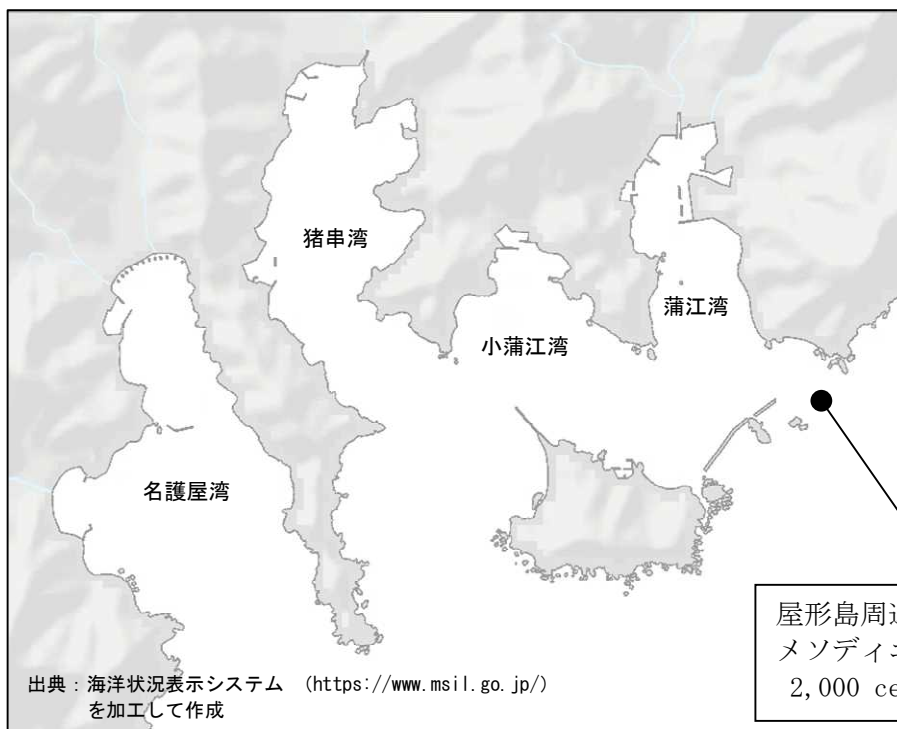 猪串湾
蒲江湾
小蒲江湾
名護屋湾
屋形島周
メソディ
2,000 ce
出典：海洋状況表示システム (https://www.msil.go.jp/)
を加工して作成